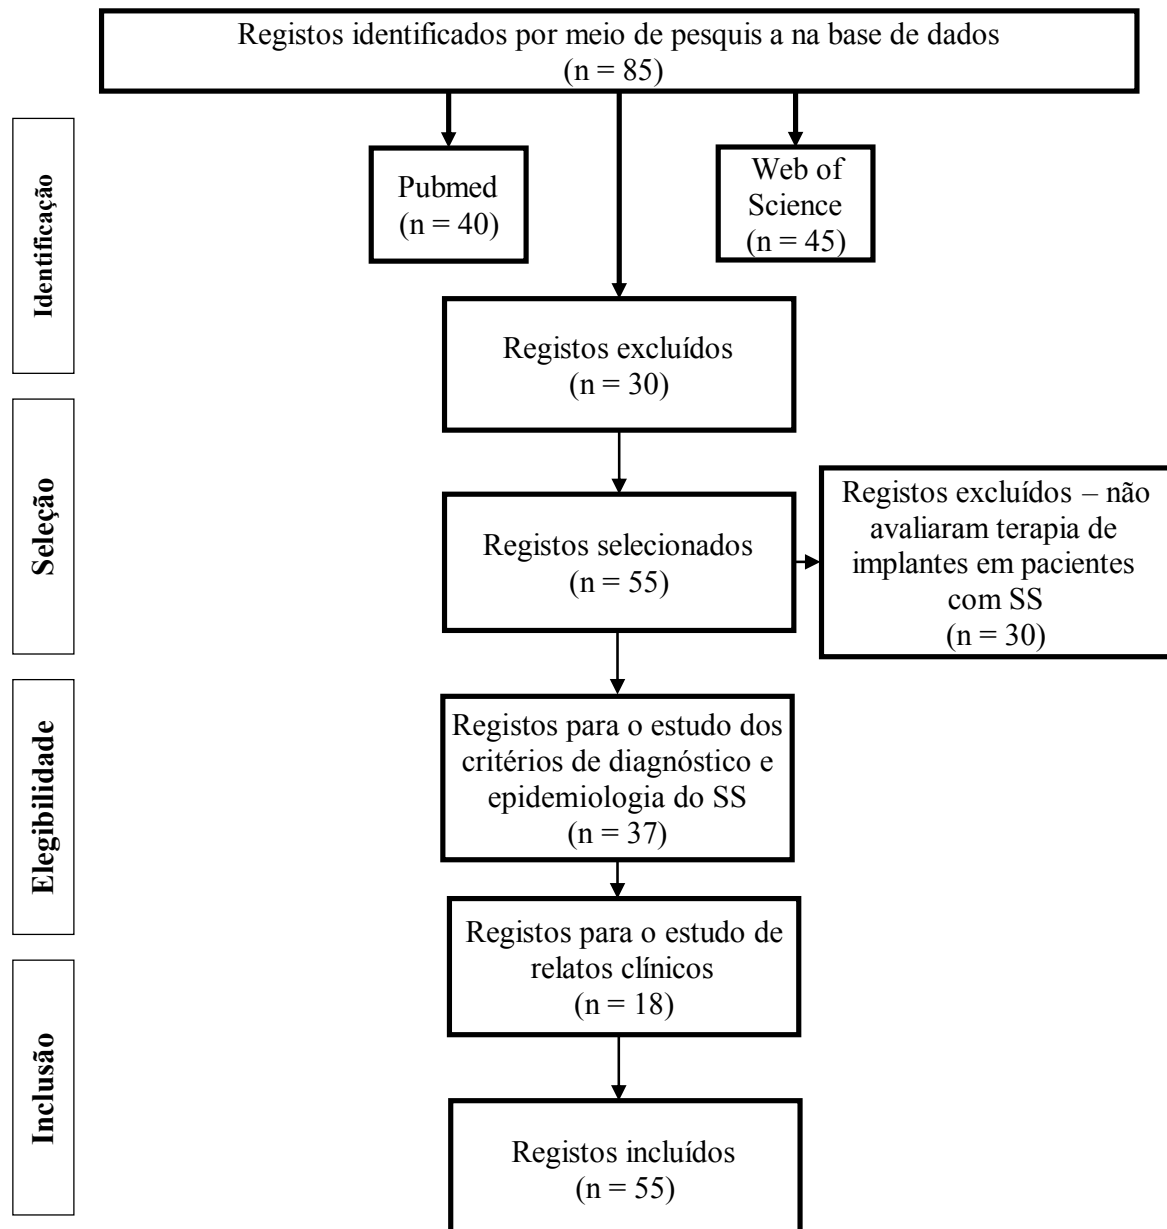 Registos identificados por meio de pesquis a na base de dados
(n = 85)
Identificação
Pubmed
(n = 40)
Web of
Science
(n = 45)
Registos excluídos
(n = 30)
Seleção
Registos selecionados
(n = 55)
Registos excluídos – não
avaliaram terapia de
implantes em pacientes
com SS
(n = 30)
Elegibilidade
Registos para o estudo dos
critérios de diagnóstico e
epidemiologia do SS
(n = 37)
Registos para o estudo de
relatos clínicos
(n = 18)
Inclusão
Registos incluídos
(n = 55)